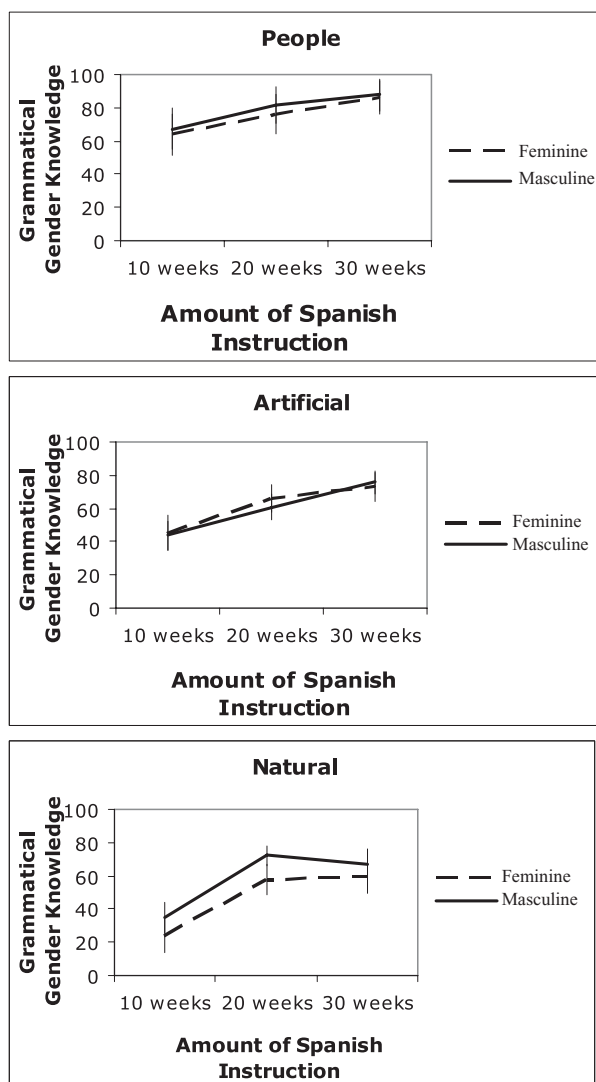 People
Grammatical
Gender Knowledge
100
80
60
40
20
0
10 weeks 20 weeks 30 weeks
Amount of Spanish
Instruction
Feminine
Masculine
Artificial
Grammatical
Gender Knowledge
100
80
60
40
20
0
10 weeks 20 weeks 30 weeks
Amount of Spanish
Instruction
Feminine
Masculine
Natural
Grammatical
Gender Knowledge
100
80
60
40
20
0
10 weeks 20 weeks 30 weeks
Amount of Spanish
Instruction
Feminine
Masculine